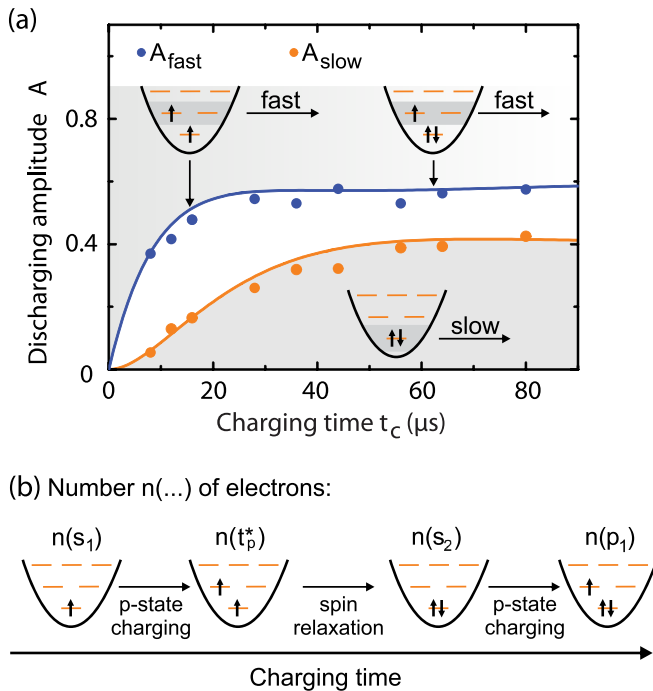 (a)
A_fast
A_slow
fast
fast
slow
Discharging amplitude A
0.8
0.4
0
0
20
40
60
80
Charging time t_c (μs)
(b) Number n(...) of electrons:
n(s_1)
n(t_p^*)
n(s_2)
n(p_1)
p-state
charging
spin
relaxation
p-state
charging
Charging time